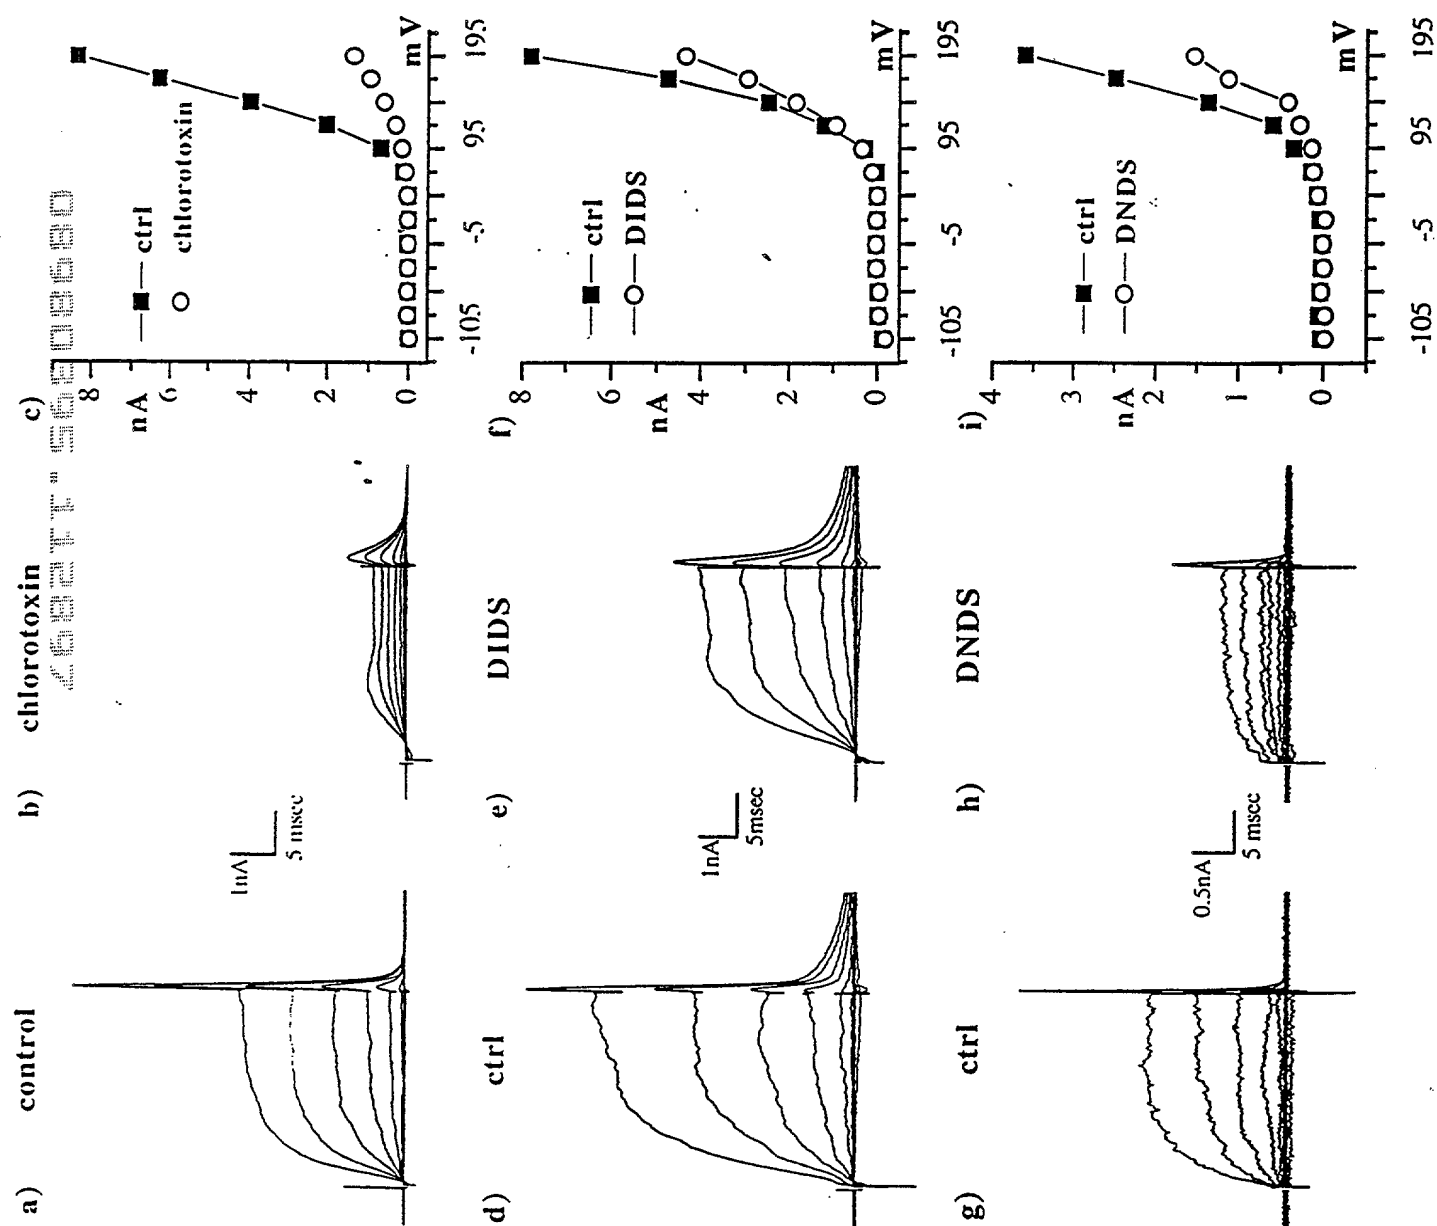 a) control
b) chlorotoxin
c)
1nA
5 msec
8
nA
6
4
2
0
ctrl
chlorotoxin
-105
-5
95
195
mV
d) ctrl
e) DIDS
f)
1nA
5msec
8
6
nA
4
2
0
ctrl
DIDS
-105
-5
95
195
mV
g) ctrl
h) DNDS
i)
0.5nA
5 msec
4
3
nA
2
1
0
ctrl
DNDS
-105
-5
95
195
mV